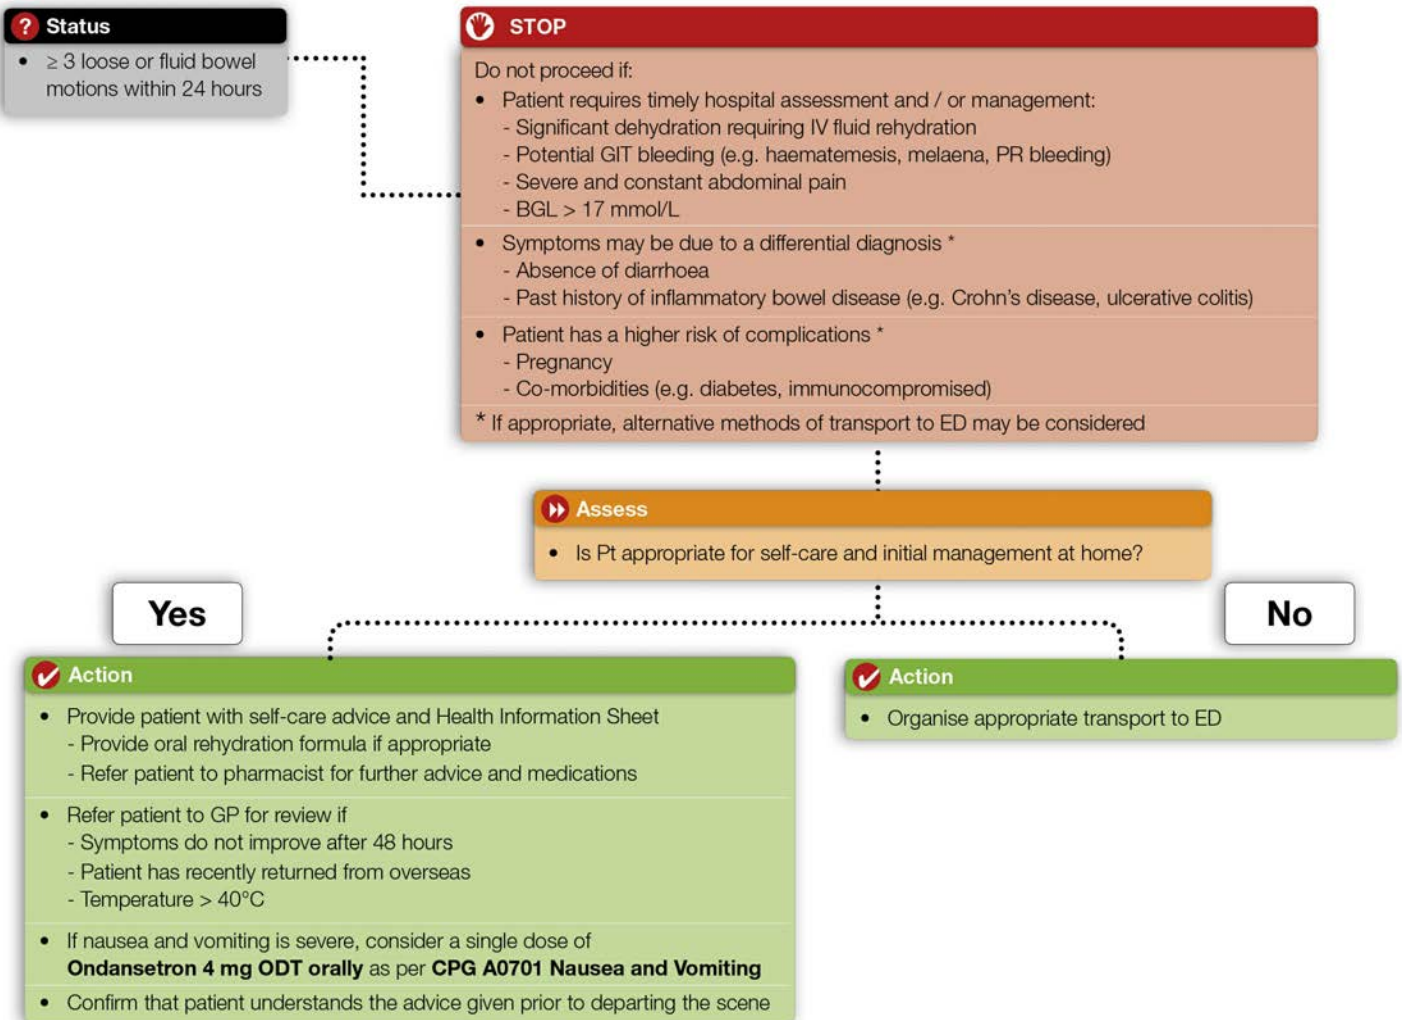 ? Status
• ≥ 3 loose or fluid bowel
motions within 24 hours
STOP
Do not proceed if:
• Patient requires timely hospital assessment and / or management:
- Significant dehydration requiring IV fluid rehydration
- Potential GIT bleeding (e.g. haematemesis, melaena, PR bleeding)
- Severe and constant abdominal pain
- BGL > 17 mmol/L
• Symptoms may be due to a differential diagnosis *
- Absence of diarrhoea
- Past history of inflammatory bowel disease (e.g. Crohn's disease, ulcerative colitis)
• Patient has a higher risk of complications *
- Pregnancy
- Co-morbidities (e.g. diabetes, immunocompromised)
* If appropriate, alternative methods of transport to ED may be considered
Assess
• Is Pt appropriate for self-care and initial management at home?
Yes
No
Action
• Provide patient with self-care advice and Health Information Sheet
- Provide oral rehydration formula if appropriate
- Refer patient to pharmacist for further advice and medications
• Refer patient to GP for review if
- Symptoms do not improve after 48 hours
- Patient has recently returned from overseas
- Temperature > 40°C
• If nausea and vomiting is severe, consider a single dose of
Ondansetron 4 mg ODT orally as per CPG A0701 Nausea and Vomiting
• Confirm that patient understands the advice given prior to departing the scene
Action
• Organise appropriate transport to ED